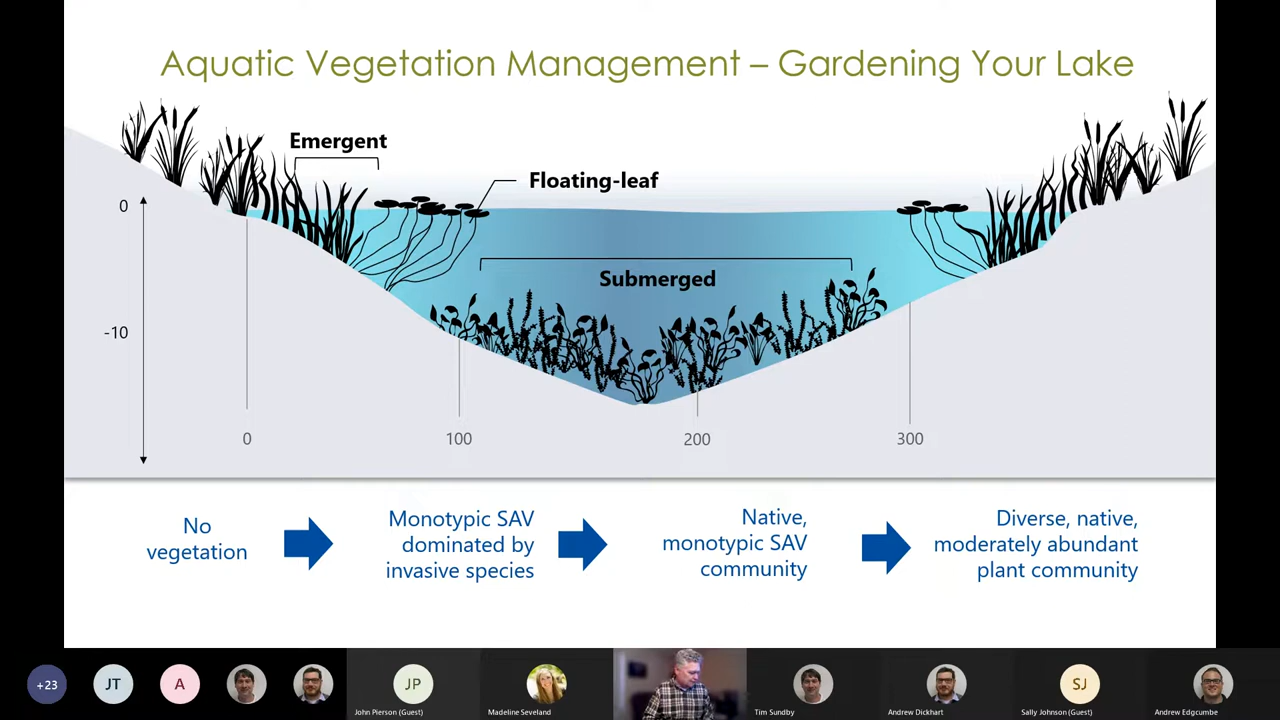 Aquatic Vegetation Management – Gardening Your Lake
Emergent
Floating-leaf
0
Submerged
-10
0
100
200
300
No
vegetation
Monotypic SAV
dominated by
invasive species
Native,
monotypic SAV
community
Diverse, native,
moderately abundant
plant community
+23
JT
A
JP
SJ
John Pierson (Guest)
Madeline Seveland
Tim Sundby
Andrew Dickhart
Sally Johnson (Guest)
Andrew Edgcumbe